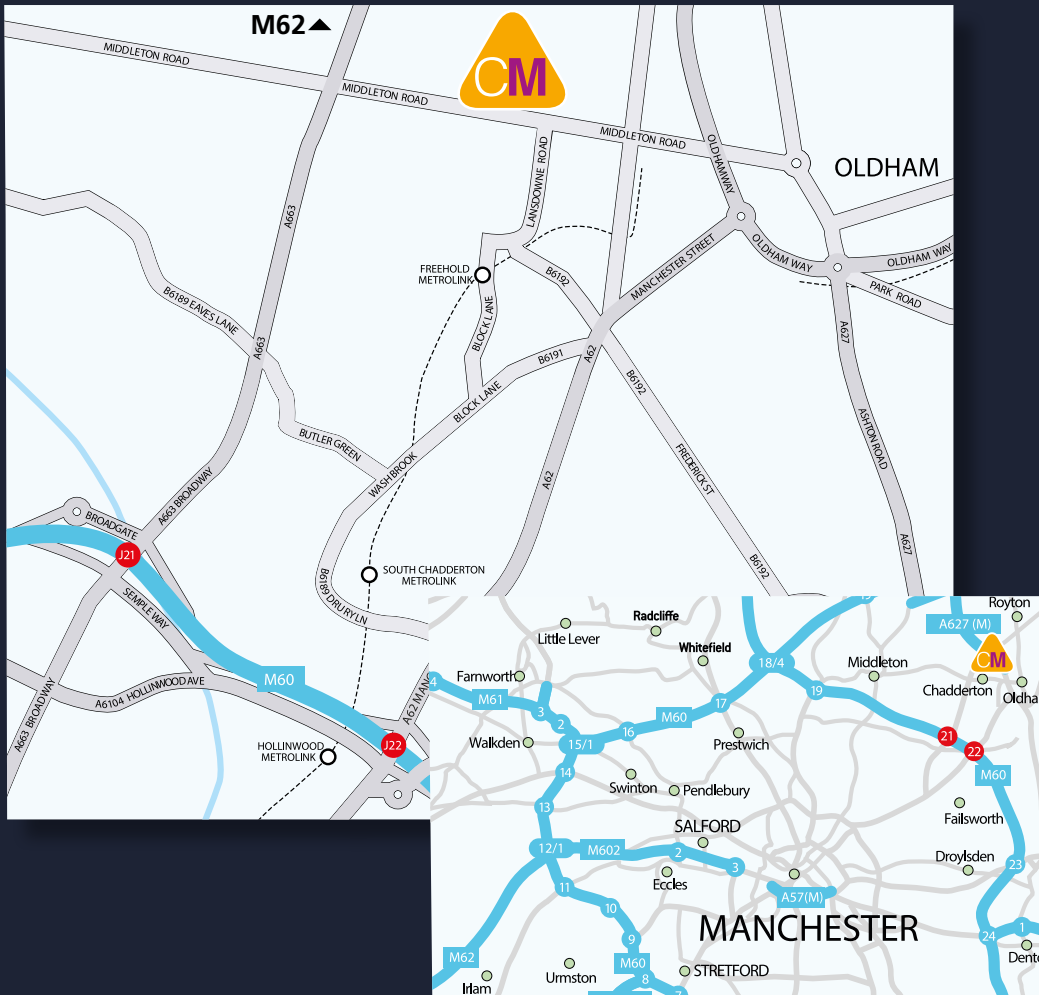 M62
CM
MIDDLETON ROAD
MIDDLETON ROAD
MIDDLETON ROAD
OLDHAMWAY
OLDHAM
LANSDOWNE ROAD
A663
FREEHOLD
METROLINK
B6192
MANCHESTER STREET
OLDHAM WAY
OLDHAM WAY
PARK ROAD
B6189 EAVES LANE
BLOCK LANE
A663
B6191
A62
A627
B6192
BLOCK LANE
BUTLER GREEN
WASHBROOK
ASHTON ROAD
FREDERICK ST
A62
A663 BROADWAY
BROADGATE
J21
A627
B6192
SOUTH CHADDERTON
METROLINK
B6189 DRURY LN
SEMPLE WAY
M60
A6104 HOLLINWOOD AVE
A663 BROADWAY
A62 MANC
HOLLINWOOD
METROLINK
J22
Royton
A627 (M)
Radcliffe
Little Lever
Whitefield
18/4
Middleton
CM
Chadderton
Oldha
Farnworth
4
M61
3
2
17
19
M60
16
15/1
Walkden
Prestwich
21
22
M60
14
Swinton
Pendlebury
13
Failsworth
SALFORD
12/1
M602
2
3
Droylsden
23
Eccles
11
A57(M)
10
MANCHESTER
9
24
1
Dento
M62
M60
Urmston
8
STRETFORD
Irlam
7